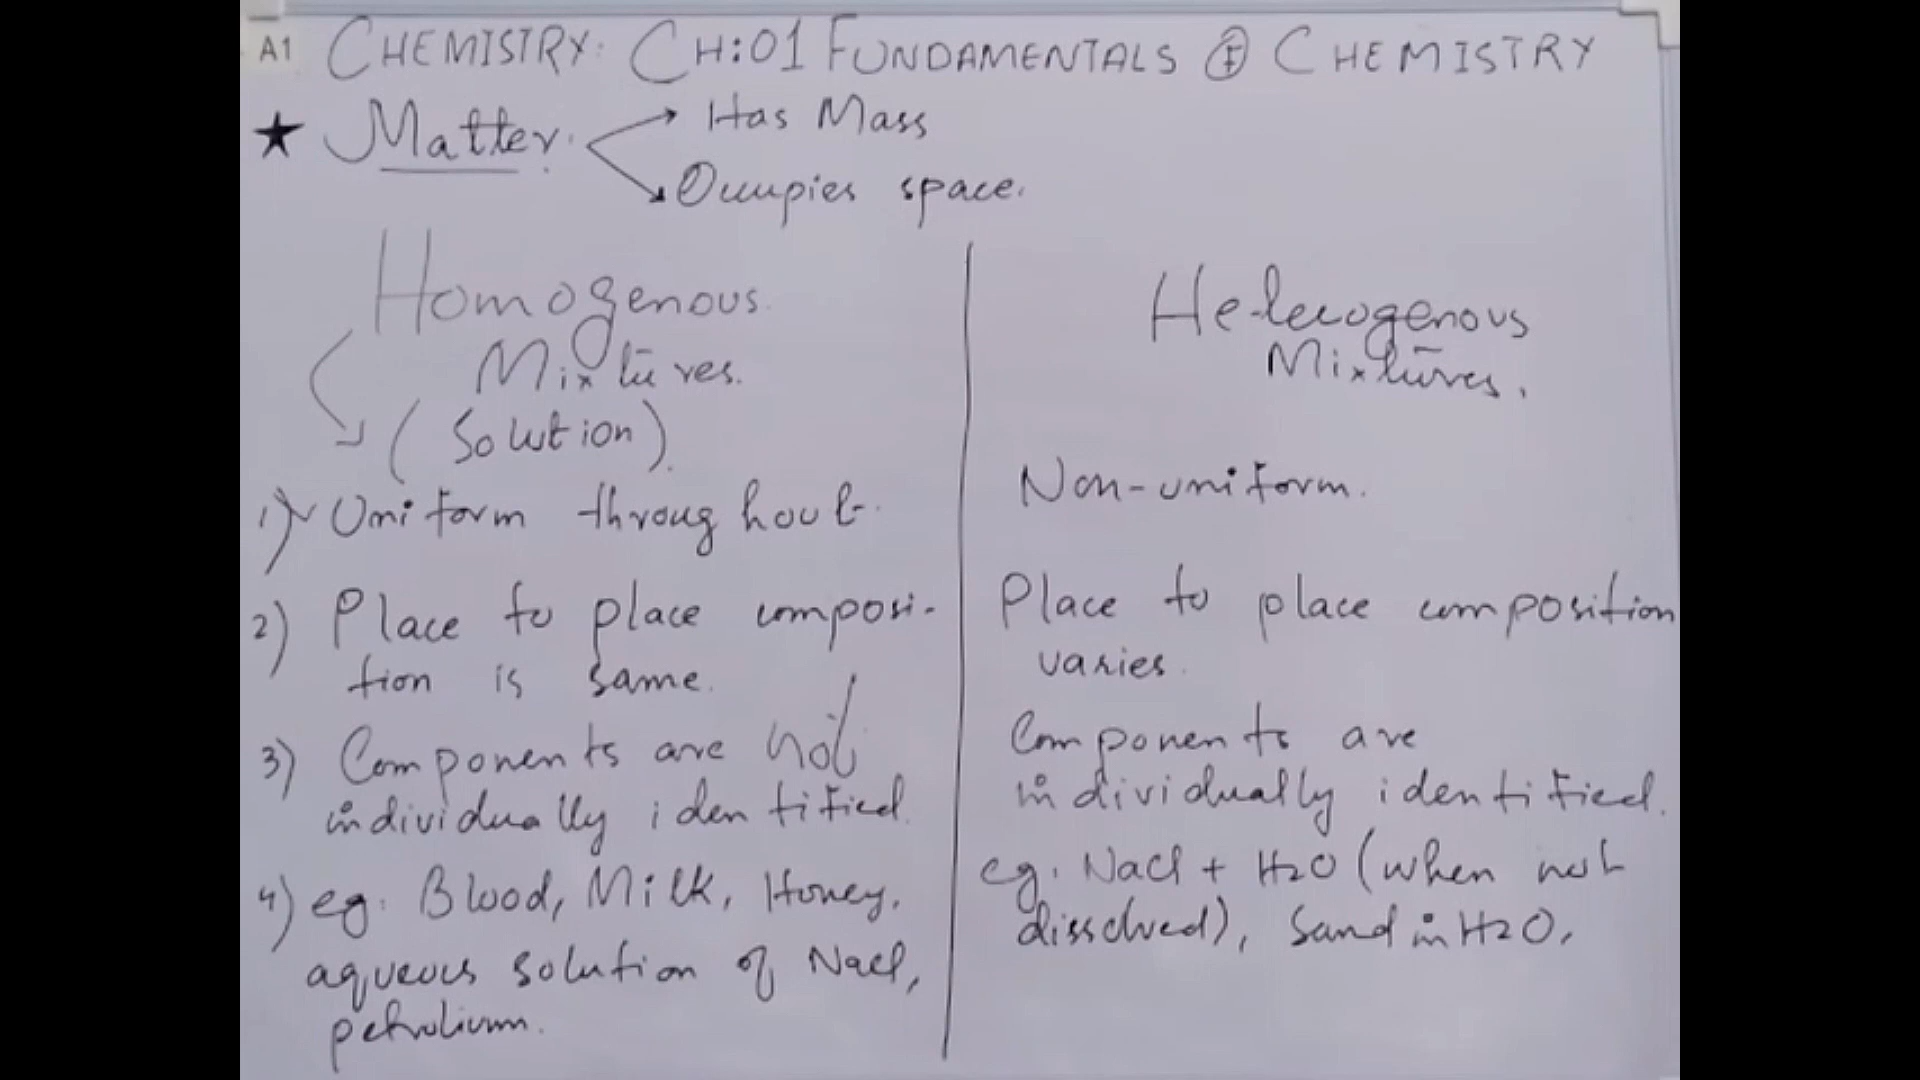 A1 CHEMISTRY: CH:01 FUNDAMENTALS OF CHEMISTRY
★ Matter.
→ Has Mass
→ Occupies space.
Homogenous
Mixtures.
(Solution).
1) Uniform throughout.
2) Place to place composi-
tion is same.
3) Components are not
individually identified.
4) eg. Blood, Milk, Honey,
aqueous solution of NaCl,
petrolium.
Heterogenous
Mixtures.
Non-uniform.
Place to place composition
varies.
Components are
individually identified.
eg. NaCl + H2O (when not
dissolved), Sand in H2O,